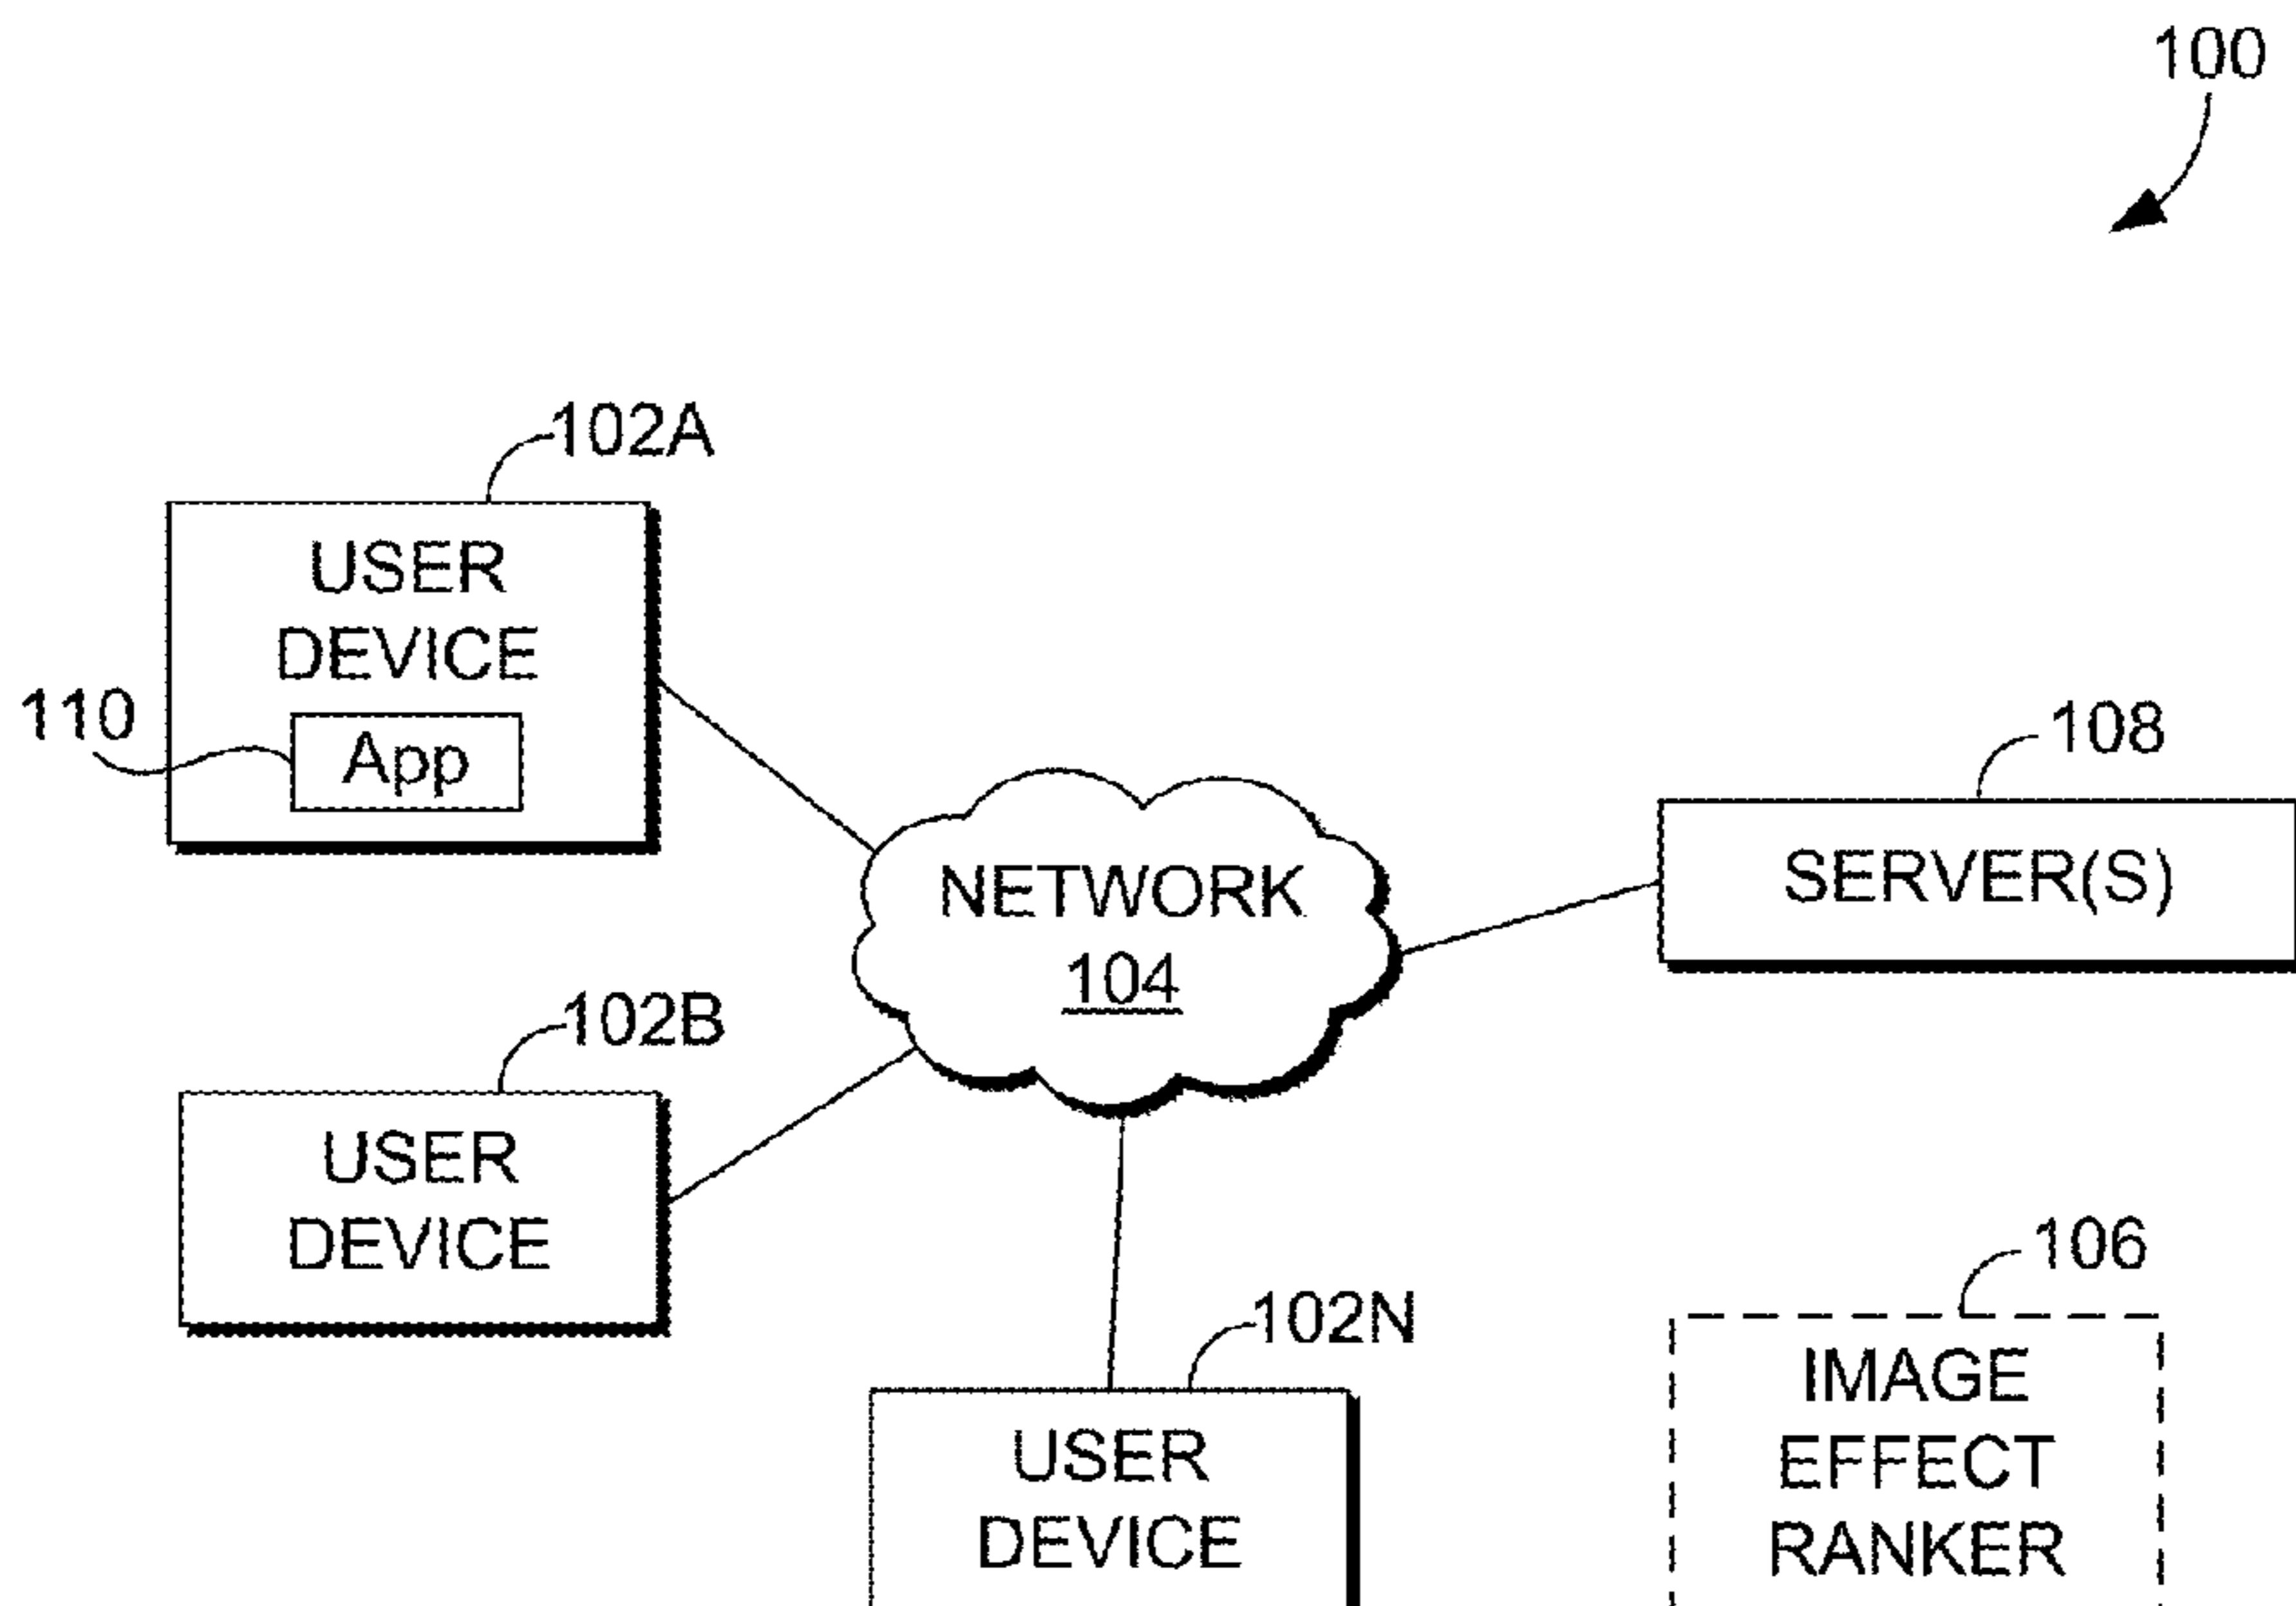 100
102A
USER
DEVICE
110
App
108
SERVER(S)
NETWORK
104
102B
USER
DEVICE
102N
USER
DEVICE
106
IMAGE
EFFECT
RANKER